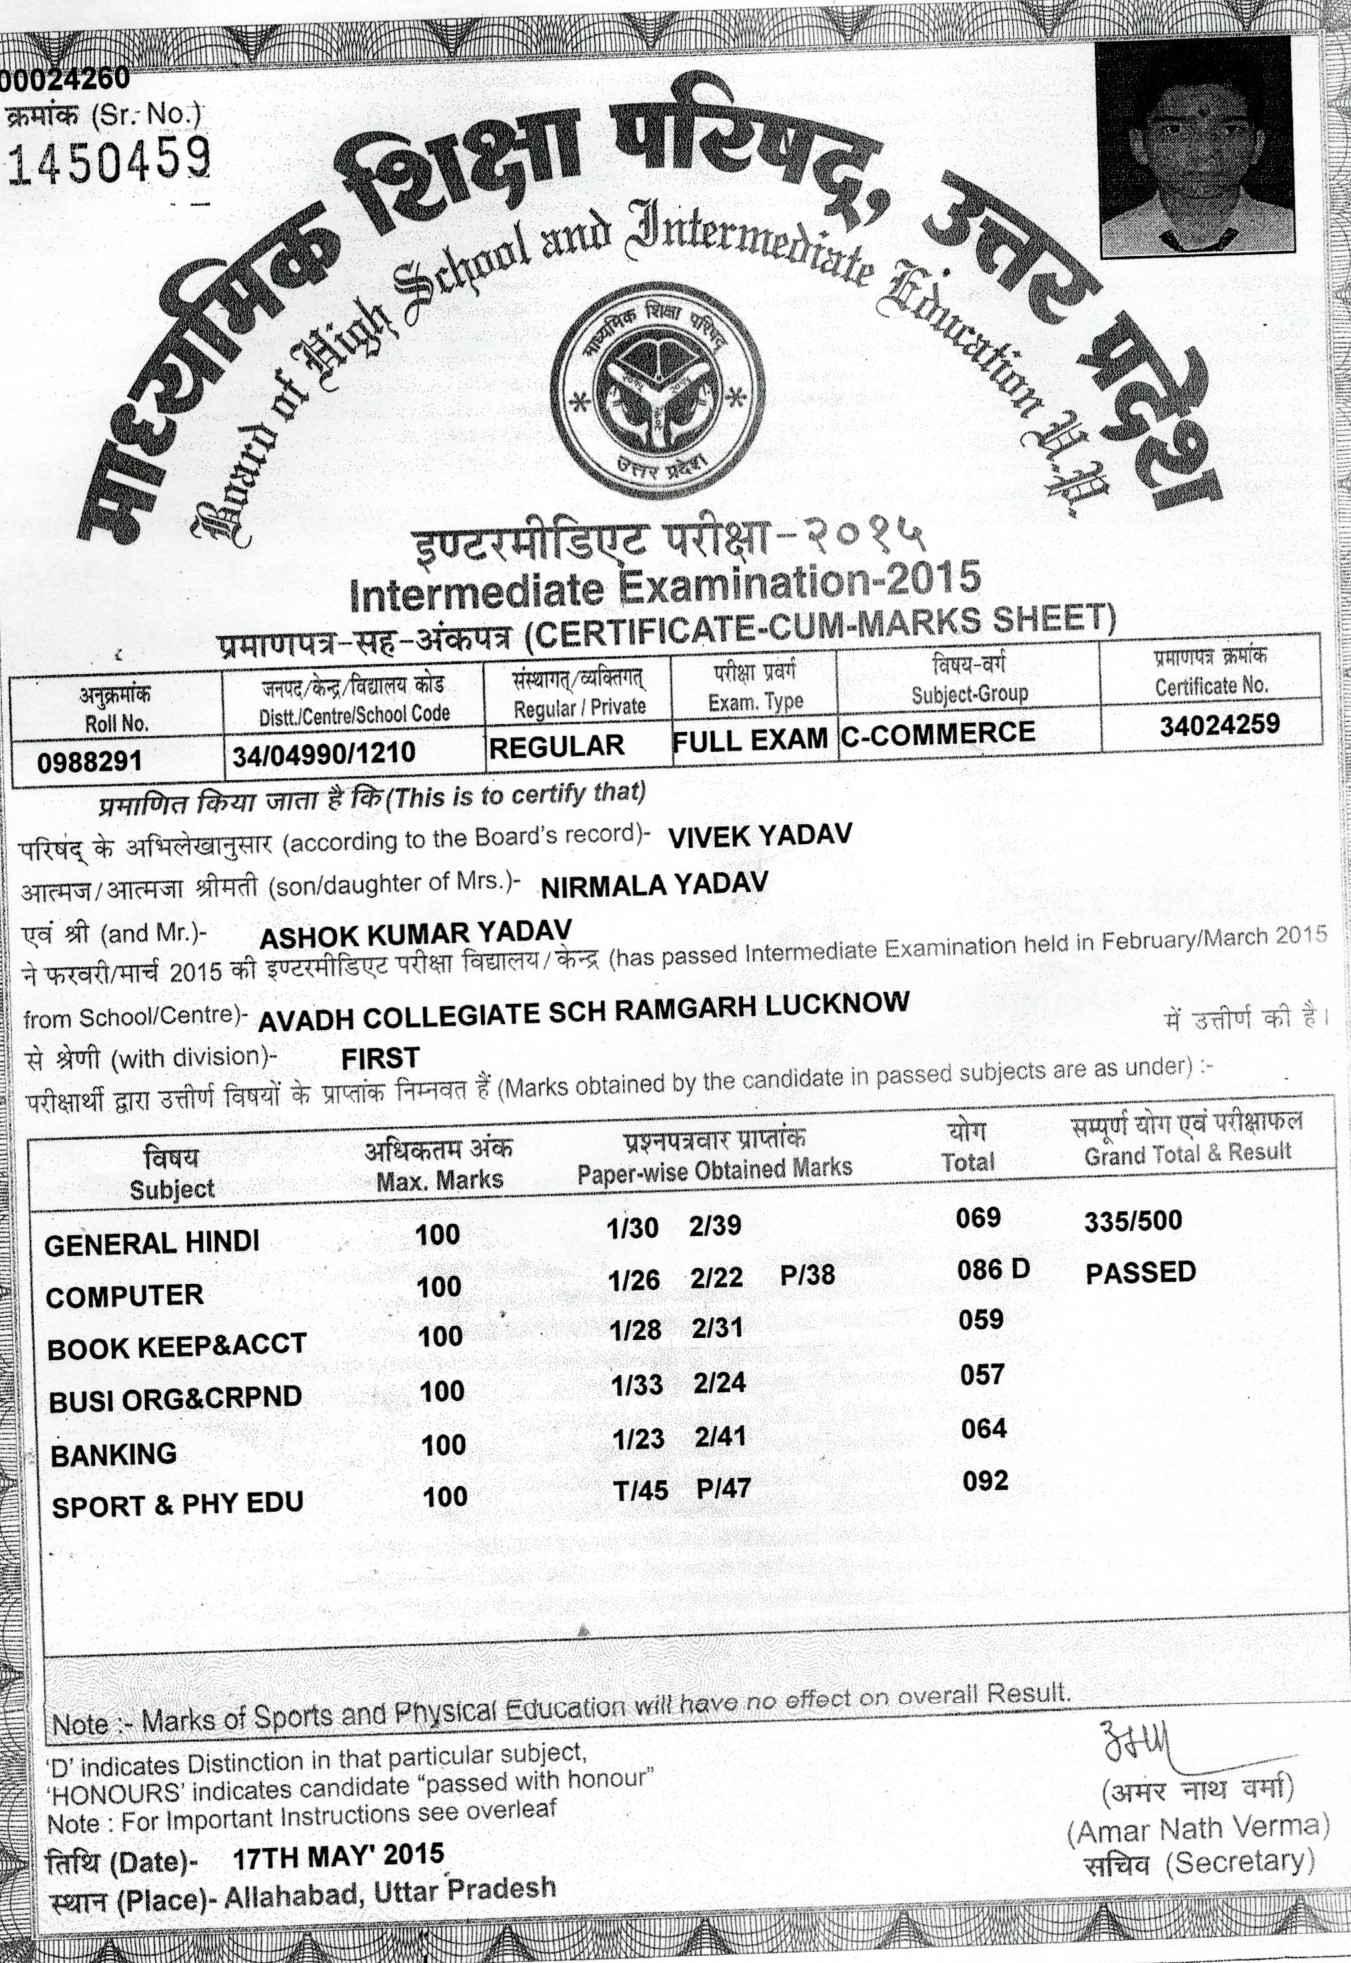 00024260
क्रमांक (Sr. No.)
1450459
माध्यमिक शिक्षा परिषद्, उत्तर प्रदेश
Board of High School and Intermediate Education U.P.
माध्यमिक शिक्षा परिषद्
उत्तर प्रदेश
इण्टरमीडिएट परीक्षा-२०१५
Intermediate Examination-2015
प्रमाणपत्र-सह-अंकपत्र (CERTIFICATE-CUM-MARKS SHEET)
अनुक्रमांक जनपद/केन्द्र/विद्यालय कोड संस्थागत्/व्यक्तिगत् परीक्षा प्रवर्ग विषय-वर्ग प्रमाणपत्र क्रमांक
Roll No. Distt./Centre/School Code Regular / Private Exam. Type Subject-Group Certificate No.
0988291 34/04990/1210 REGULAR FULL EXAM C-COMMERCE 34024259
प्रमाणित किया जाता है कि (This is to certify that)
परिषद् के अभिलेखानुसार (according to the Board's record)- VIVEK YADAV
आत्मज/आत्मजा श्रीमती (son/daughter of Mrs.)- NIRMALA YADAV
एवं श्री (and Mr.)- ASHOK KUMAR YADAV
ने फरवरी/मार्च 2015 की इण्टरमीडिएट परीक्षा विद्यालय/केन्द्र (has passed Intermediate Examination held in February/March 2015
from School/Centre)- AVADH COLLEGIATE SCH RAMGARH LUCKNOW में उत्तीर्ण की है।
से श्रेणी (with division)- FIRST
परीक्षार्थी द्वारा उत्तीर्ण विषयों के प्राप्तांक निम्नवत हैं (Marks obtained by the candidate in passed subjects are as under) :-
विषय अधिकतम अंक प्रश्नपत्रवार प्राप्तांक योग सम्पूर्ण योग एवं परीक्षाफल
Subject Max. Marks Paper-wise Obtained Marks Total Grand Total & Result
GENERAL HINDI 100 1/30 2/39 069 335/500
COMPUTER 100 1/26 2/22 P/38 086 D PASSED
BOOK KEEP&ACCT 100 1/28 2/31 059
BUSI ORG&CRPND 100 1/33 2/24 057
BANKING 100 1/23 2/41 064
SPORT & PHY EDU 100 T/45 P/47 092
Note :- Marks of Sports and Physical Education will have no effect on overall Result.
'D' indicates Distinction in that particular subject,
'HONOURS' indicates candidate "passed with honour"
Note : For Important Instructions see overleaf
तिथि (Date)- 17TH MAY' 2015
स्थान (Place)- Allahabad, Uttar Pradesh
(अमर नाथ वर्मा)
(Amar Nath Verma)
सचिव (Secretary)